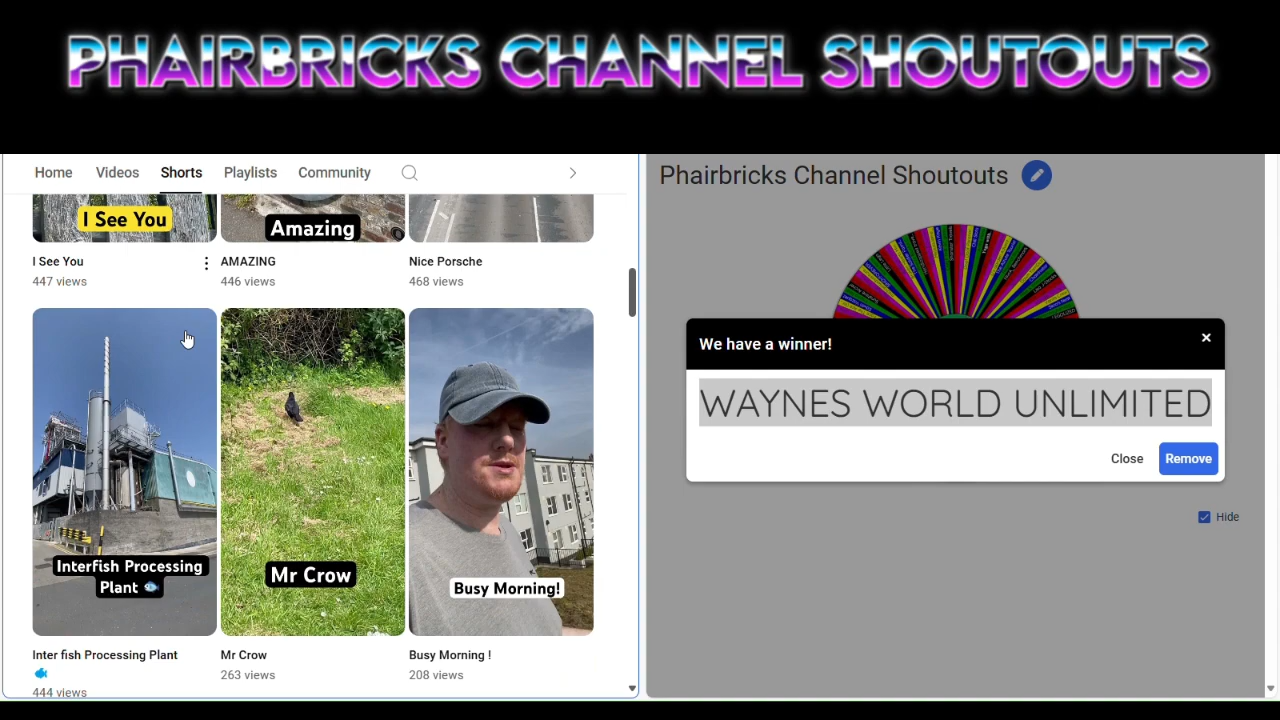 PHAIRBRICKS CHANNEL SHOUTOUTS
Home Videos Shorts Playlists Community
I See You
Amazing
I See You
447 views
AMAZING
446 views
Nice Porsche
468 views
Interfish Processing
Plant 🐟
Mr Crow
Busy Morning!
Inter fish Processing Plant
🐟
444 views
Mr Crow
263 views
Busy Morning !
208 views
Phairbricks Channel Shoutouts
We have a winner!
×
WAYNES WORLD UNLIMITED
Close
Remove
Hide